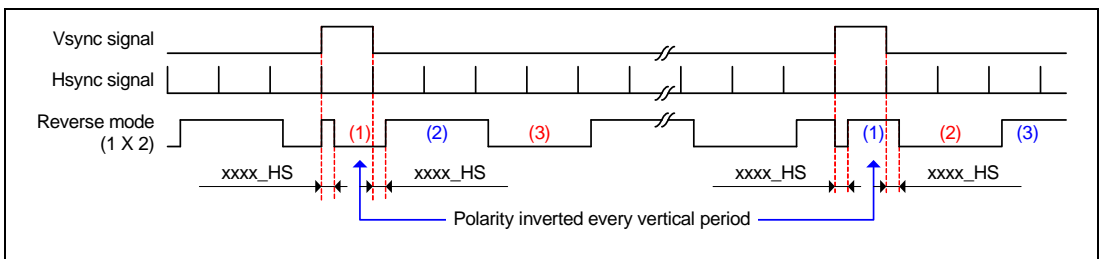 Vsync signal
Hsync signal
Reverse mode
(1 X 2)
(1) (2) (3) (1) (2) (3)
xxxx_HS xxxx_HS xxxx_HS xxxx_HS
Polarity inverted every vertical period